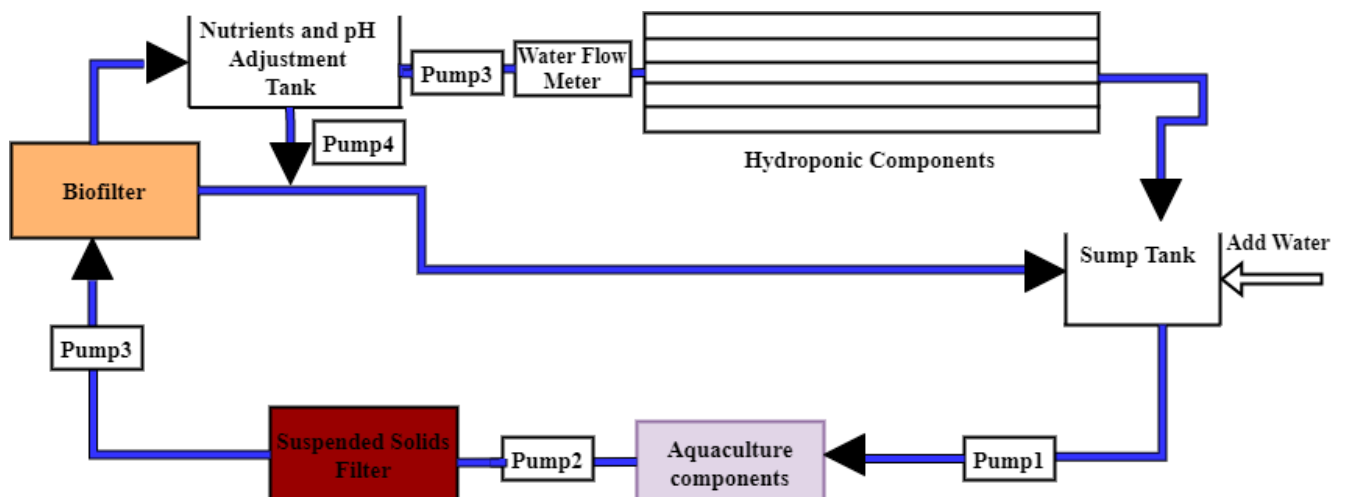 Nutrients and pH
Adjustment
Tank
Pump3
Water Flow
Meter
Pump4
Hydroponic Components
Biofilter
Sump Tank
Add Water
Pump3
Suspended Solids
Filter
Pump2
Aquaculture
components
Pump1